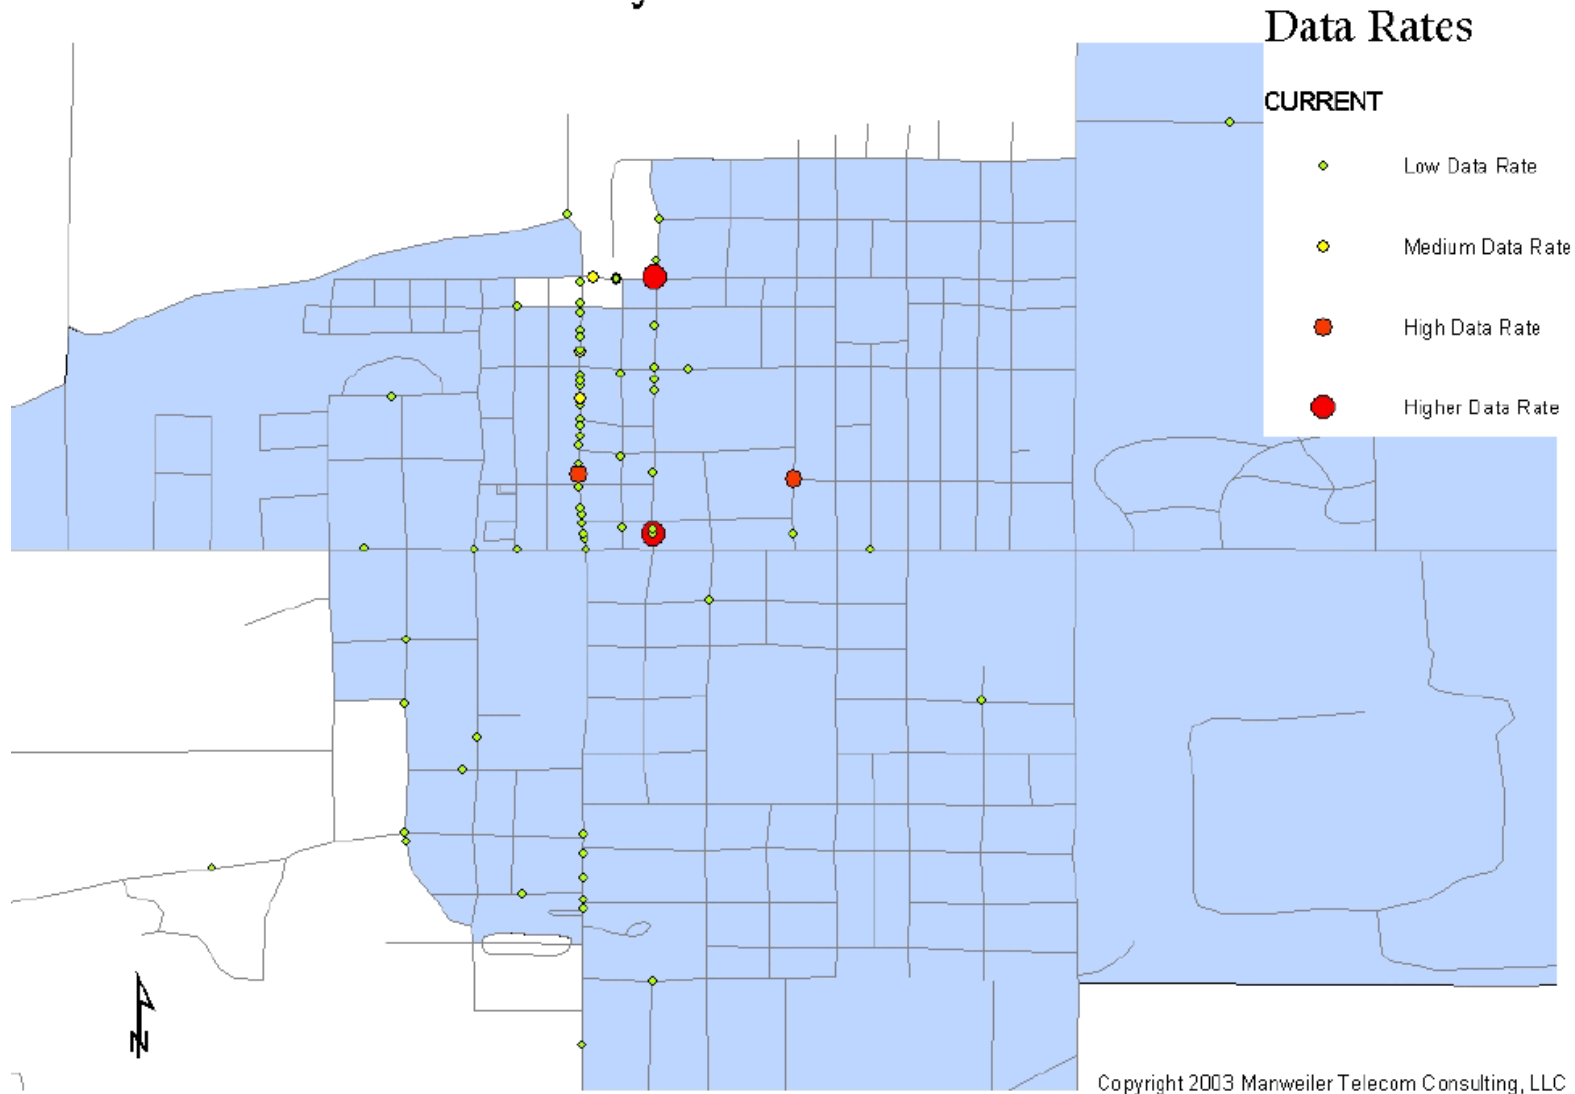 Data Rates
CURRENT
Low Data Rate
Medium Data Rate
High Data Rate
Higher Data Rate
N
Copyright 2003 Manweiler Telecom Consulting, LLC